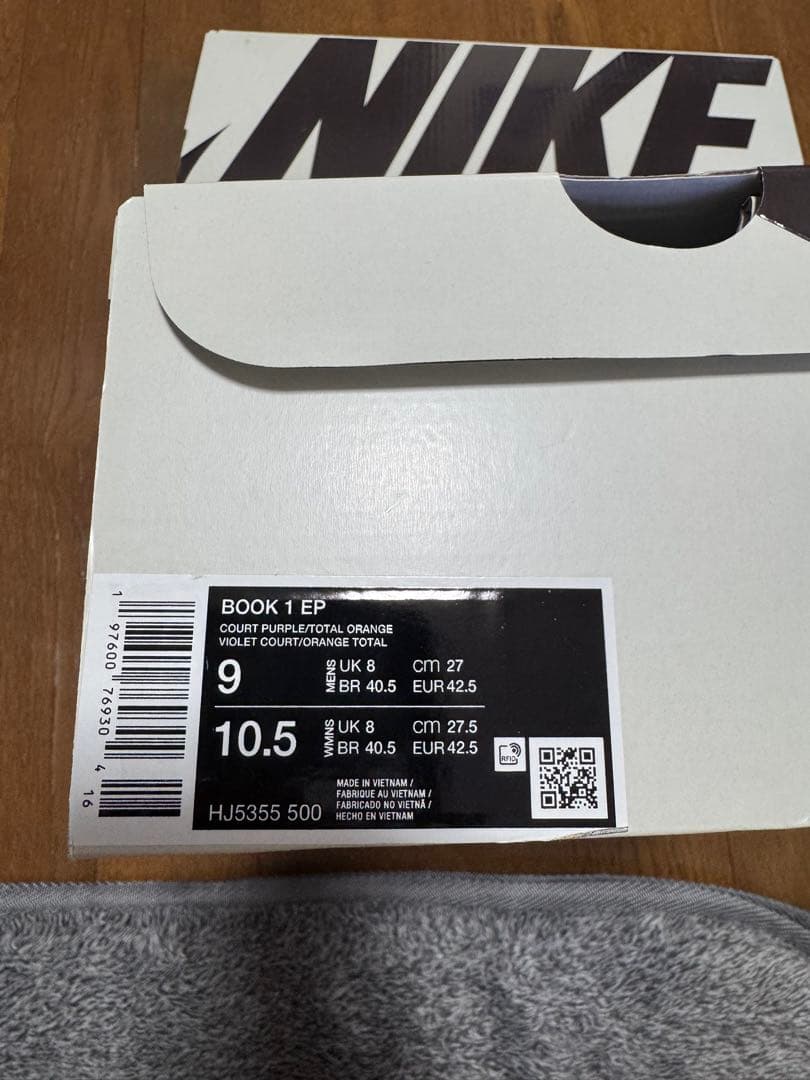 NIKE
BOOK 1 EP
COURT PURPLE/TOTAL ORANGE
VIOLET COURT/ORANGE TOTAL
9 MENS UK 8 CM 27
BR 40.5 EUR 42.5
10.5 WMNS UK 8 CM 27.5
BR 40.5 EUR 42.5
RFID
MADE IN VIETNAM /
FABRIQUE AU VIETNAM /
FABRICADO NO VIETNÃ /
HECHO EN VIETNAM
HJ5355 500
1 97600 76930 4 16